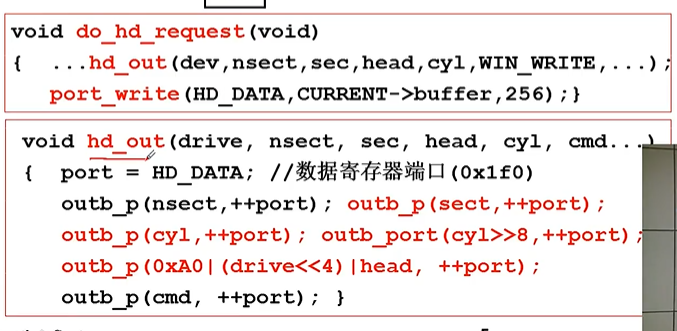 void do_hd_request(void)
{ ...hd_out(dev,nsect,sec,head,cyl,WIN_WRITE,...);
port_write(HD_DATA,CURRENT->buffer,256);}
void hd_out(drive, nsect, sec, head, cyl, cmd...)
{ port = HD_DATA; //数据寄存器端口(0x1f0)
outb_p(nsect,++port); outb_p(sect,++port);
outb_p(cyl,++port); outb_port(cyl>>8,++port);
outb_p(0xA0|(drive<<4)|head, ++port);
outb_p(cmd, ++port); }